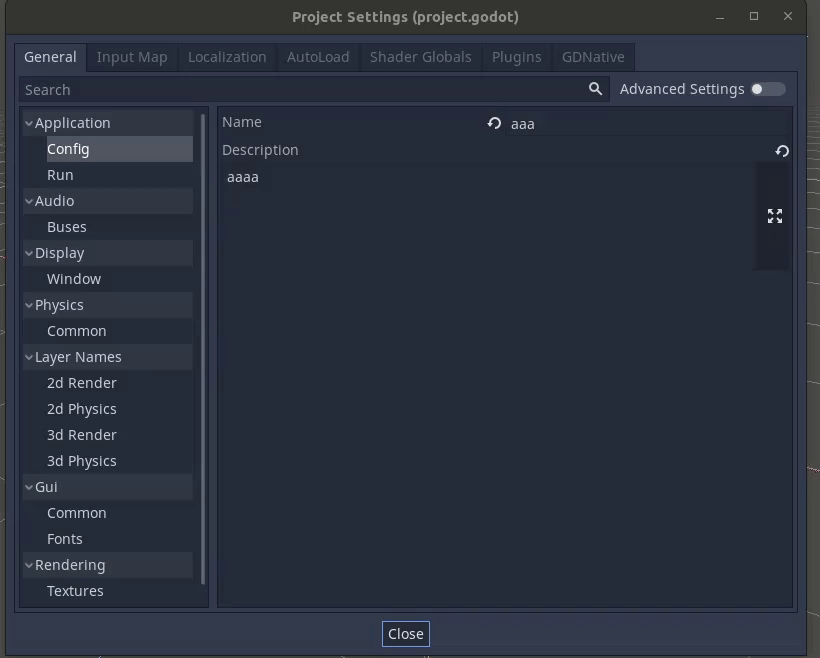 Project Settings (project.godot)
General Input Map Localization AutoLoad Shader Globals Plugins GDNative
Search Advanced Settings
Application
Config
Run
Audio
Buses
Display
Window
Physics
Common
Layer Names
2d Render
2d Physics
3d Render
3d Physics
Gui
Common
Fonts
Rendering
Textures
Name aaa
Description
aaaa
Close